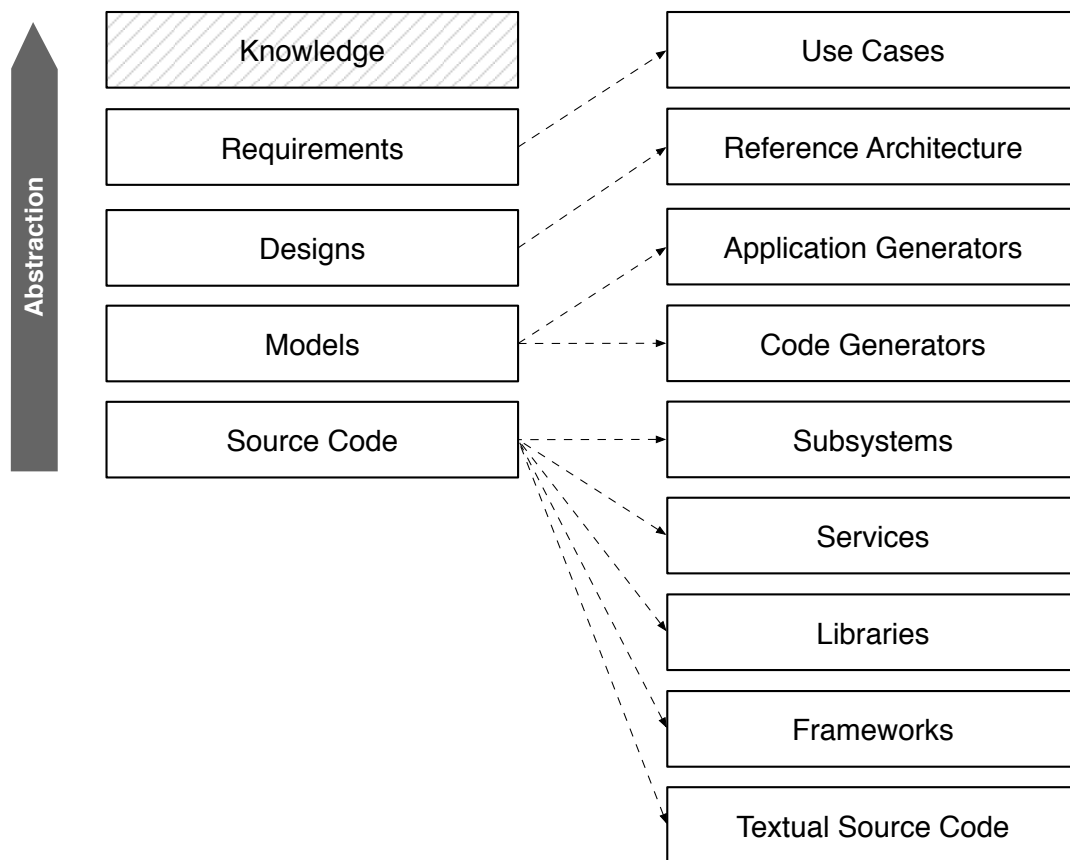 Abstraction
Knowledge
Requirements
Designs
Models
Source Code
Use Cases
Reference Architecture
Application Generators
Code Generators
Subsystems
Services
Libraries
Frameworks
Textual Source Code